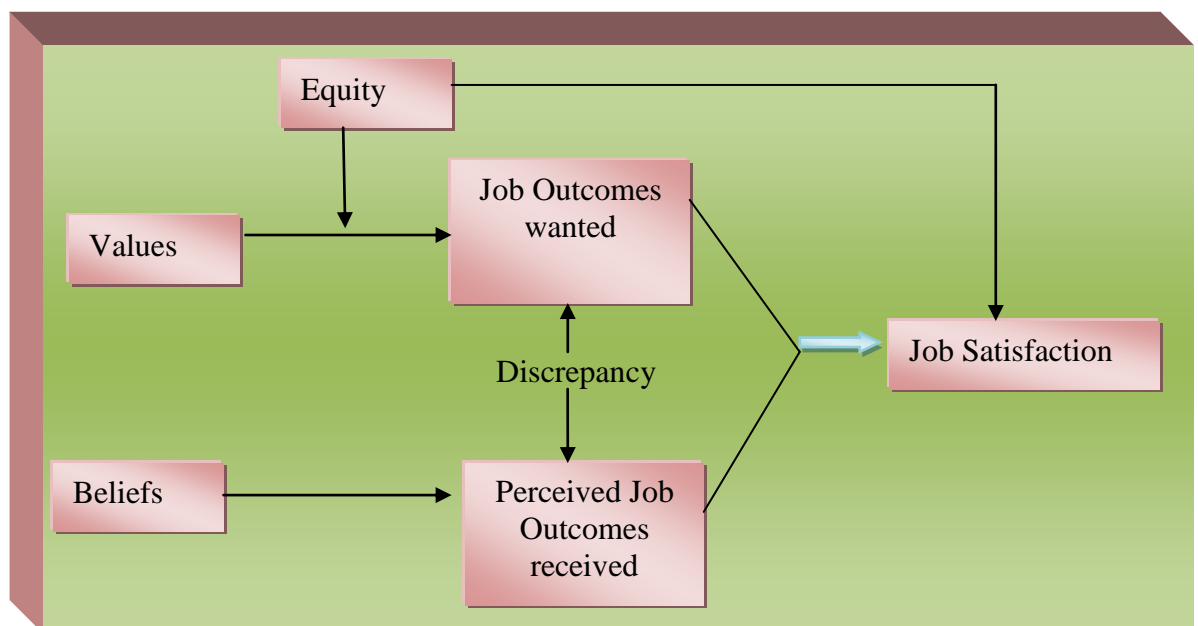 Equity
Job Outcomes
wanted
Values
Job Satisfaction
Discrepancy
Beliefs
Perceived Job
Outcomes
received